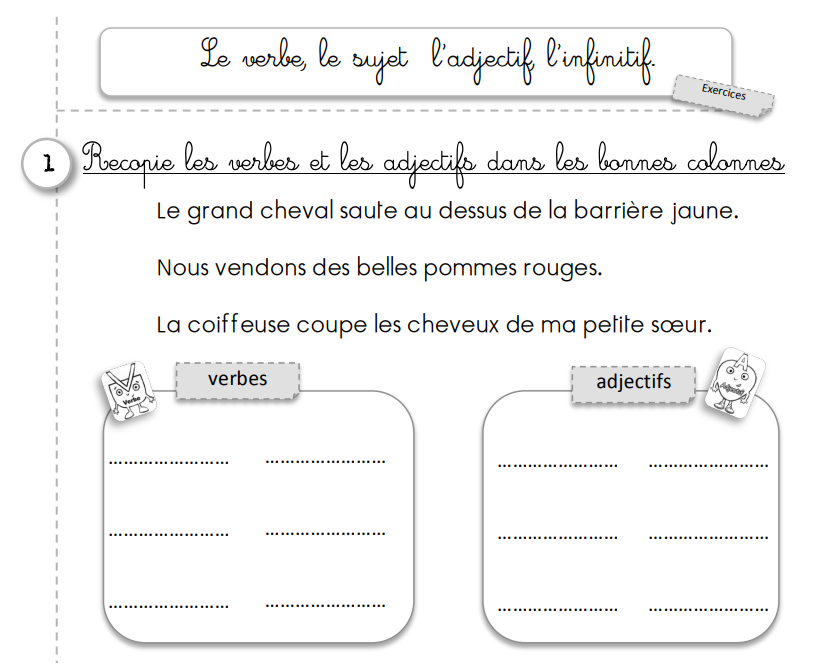 Le verbe, le sujet l'adjectif, l'infinitif.
Exercices
1 Recopie les verbes et les adjectifs dans les bonnes colonnes
Le grand cheval saute au dessus de la barrière jaune.
Nous vendons des belles pommes rouges.
La coiffeuse coupe les cheveux de ma petite sœur.
V
Verbe
verbes
adjectifs
A
Adjectif
........................ ........................ ........................ ........................
........................ ........................ ........................ ........................
........................ ........................ ........................ ........................